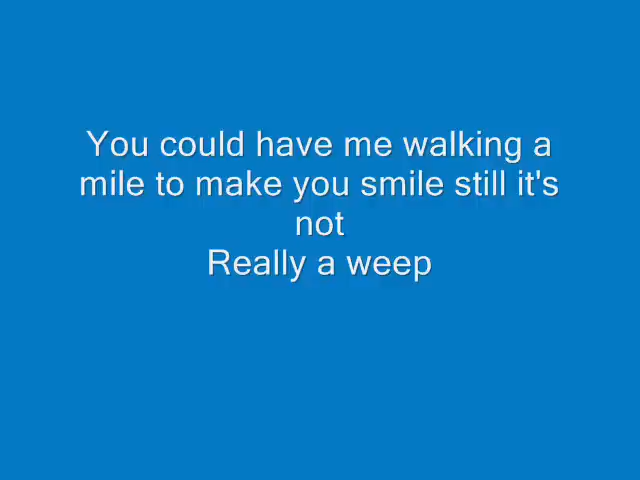 You could have me walking a
mile to make you smile still it's
not
Really a weep